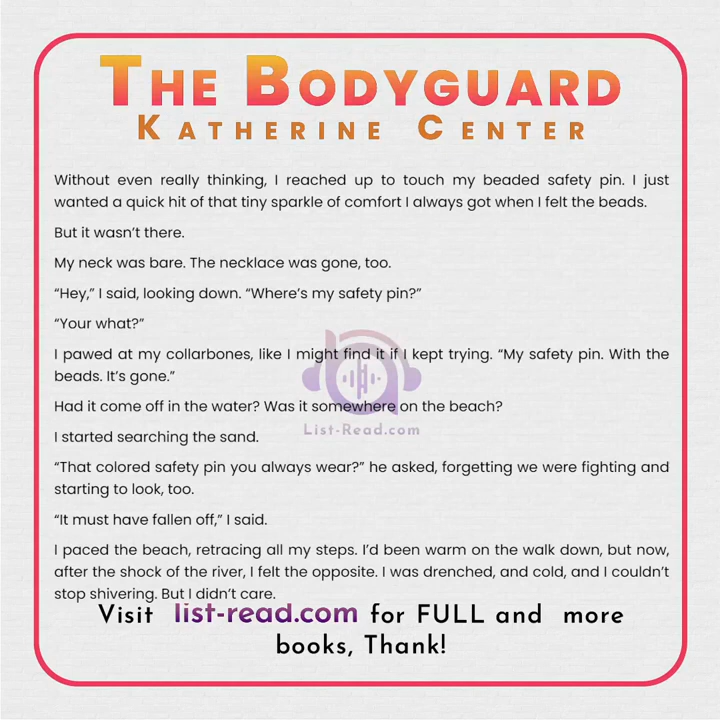 THE BODYGUARD
KATHERINE CENTER
Without even really thinking, I reached up to touch my beaded safety pin. I just
wanted a quick hit of that tiny sparkle of comfort I always got when I felt the beads.
But it wasn’t there.
My neck was bare. The necklace was gone, too.
“Hey,” I said, looking down. “Where’s my safety pin?”
“Your what?”
I pawed at my collarbones, like I might find it if I kept trying. “My safety pin. With the
beads. It’s gone.”
Had it come off in the water? Was it somewhere on the beach?
List-Read.com
I started searching the sand.
“That colored safety pin you always wear?” he asked, forgetting we were fighting and
starting to look, too.
“It must have fallen off,” I said.
I paced the beach, retracing all my steps. I’d been warm on the walk down, but now,
after the shock of the river, I felt the opposite. I was drenched, and cold, and I couldn’t
stop shivering. But I didn’t care.
Visit list-read.com for FULL and more
books, Thank!